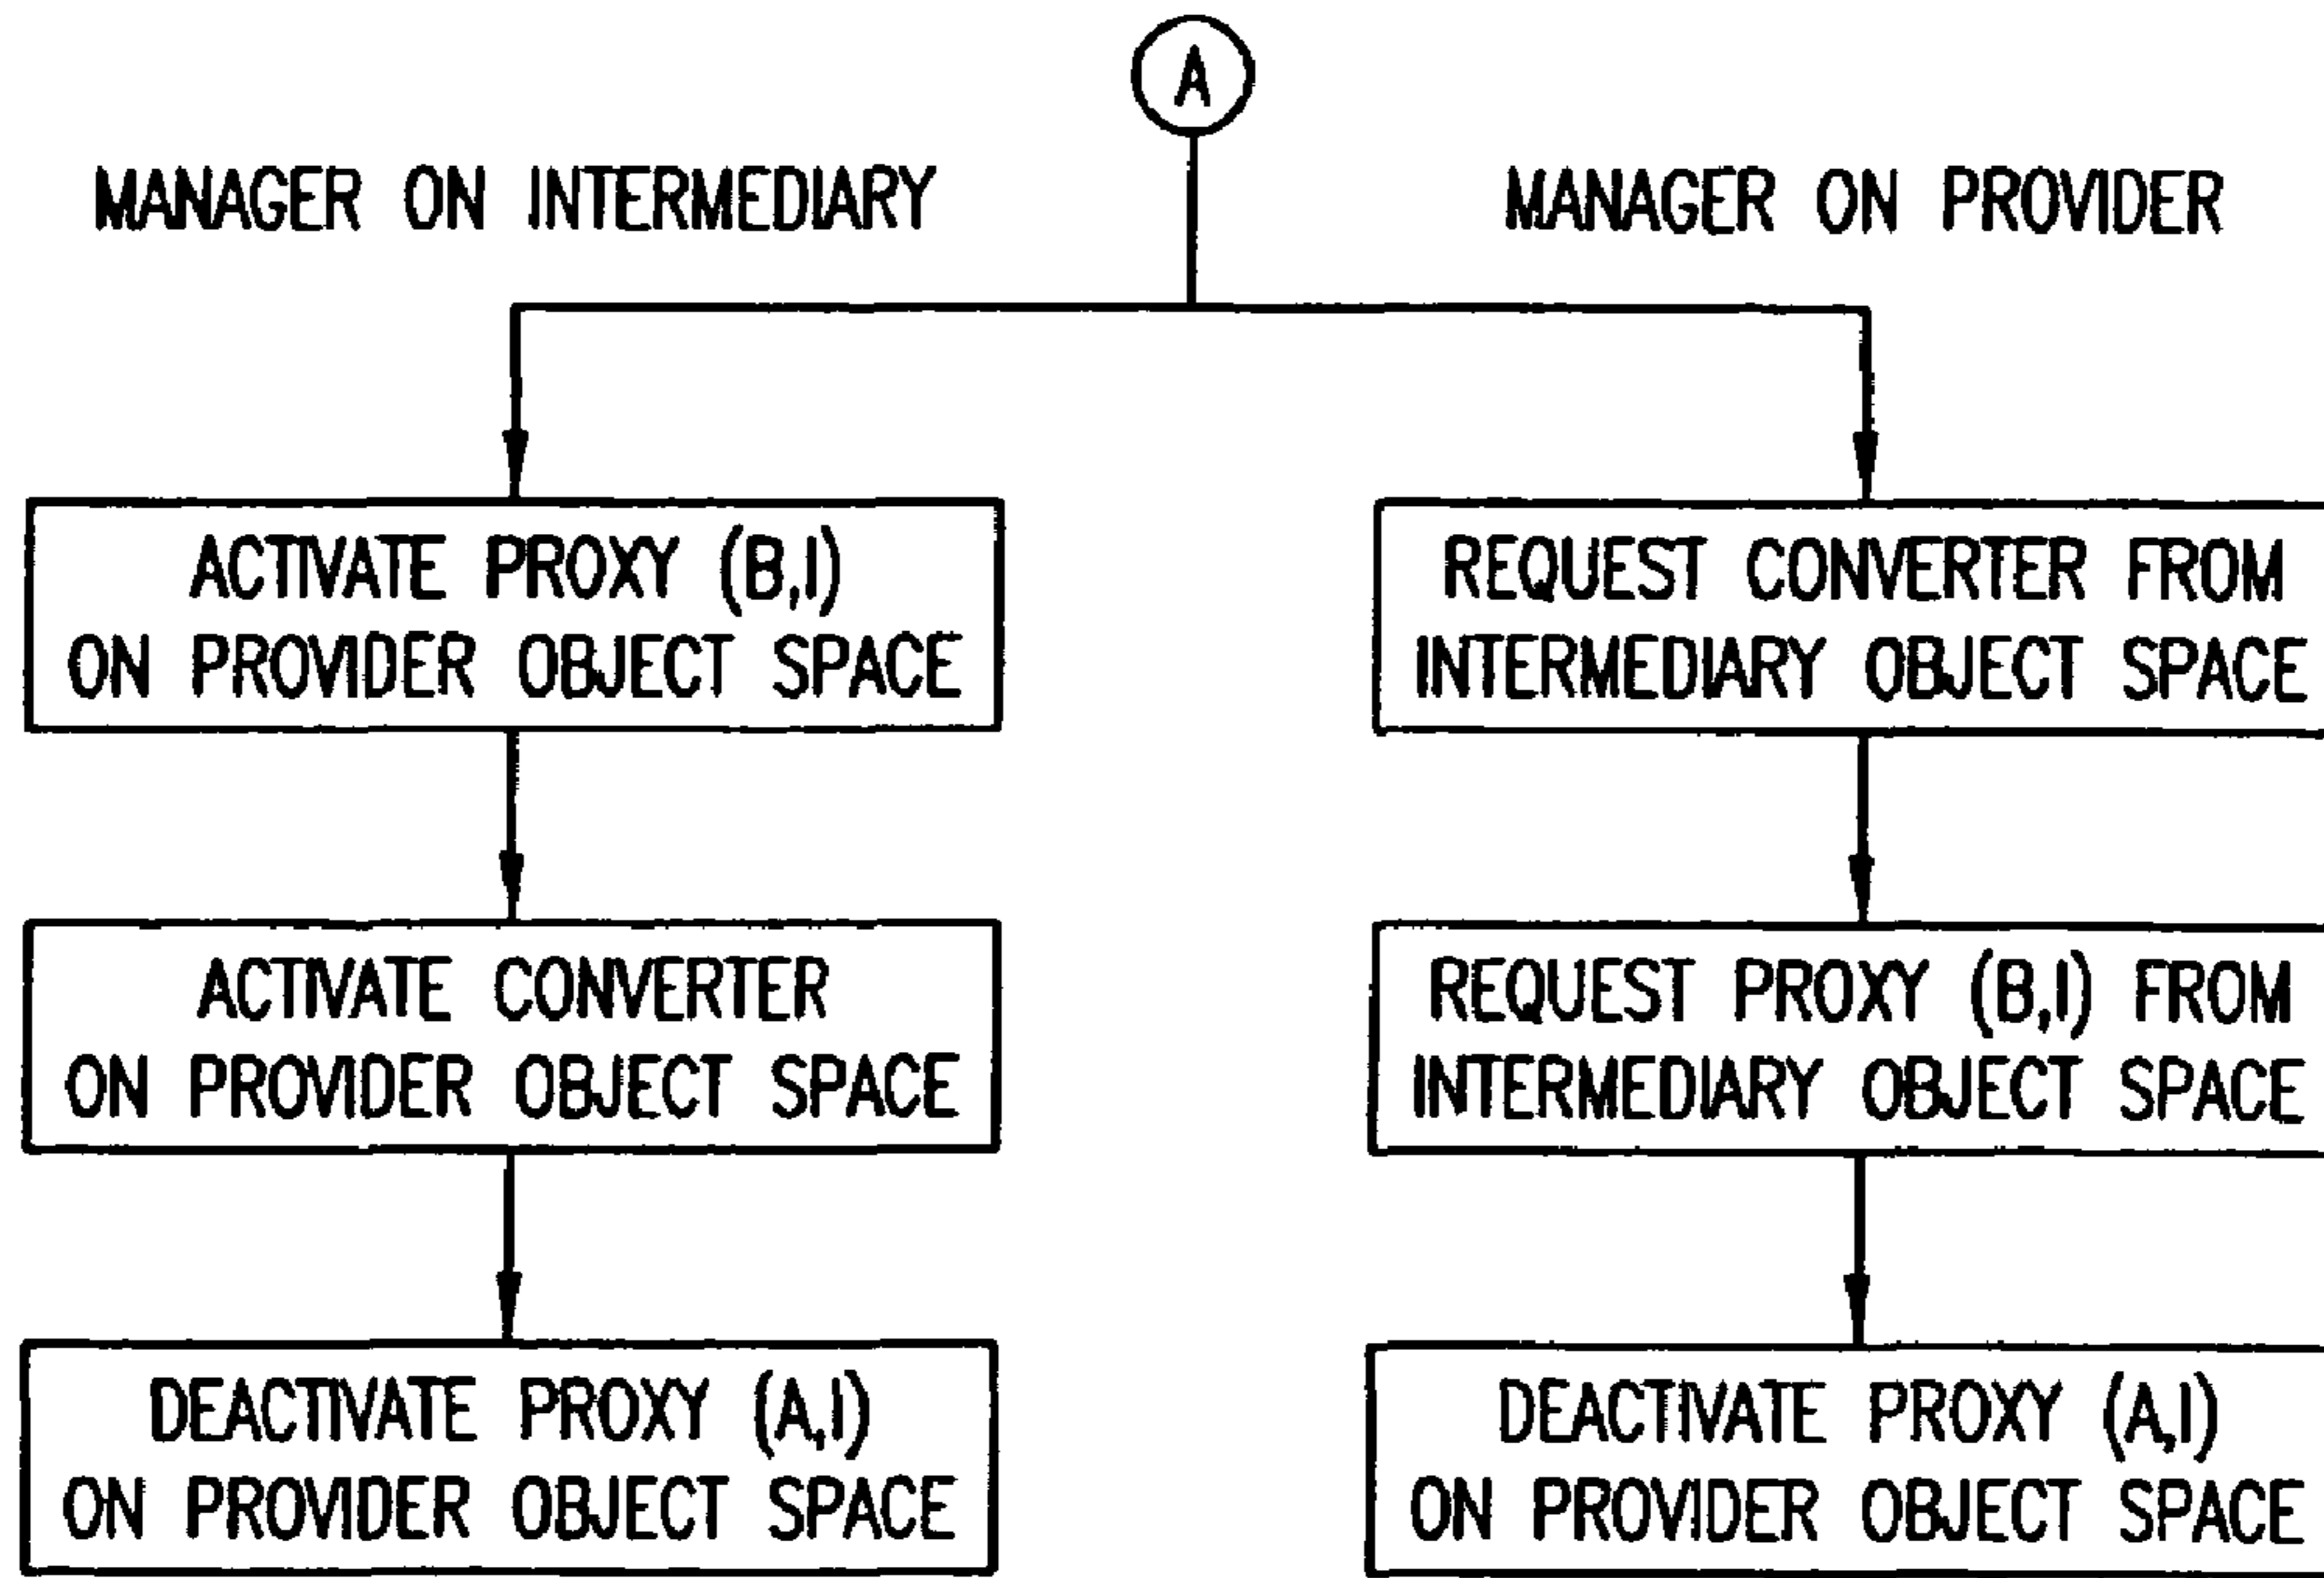 A
MANAGER ON INTERMEDIARY
MANAGER ON PROVIDER
ACTIVATE PROXY (B,I)
ON PROVIDER OBJECT SPACE
REQUEST CONVERTER FROM
INTERMEDIARY OBJECT SPACE
ACTIVATE CONVERTER
ON PROVIDER OBJECT SPACE
REQUEST PROXY (B,I) FROM
INTERMEDIARY OBJECT SPACE
DEACTIVATE PROXY (A,I)
ON PROVIDER OBJECT SPACE
DEACTIVATE PROXY (A,I)
ON PROVIDER OBJECT SPACE